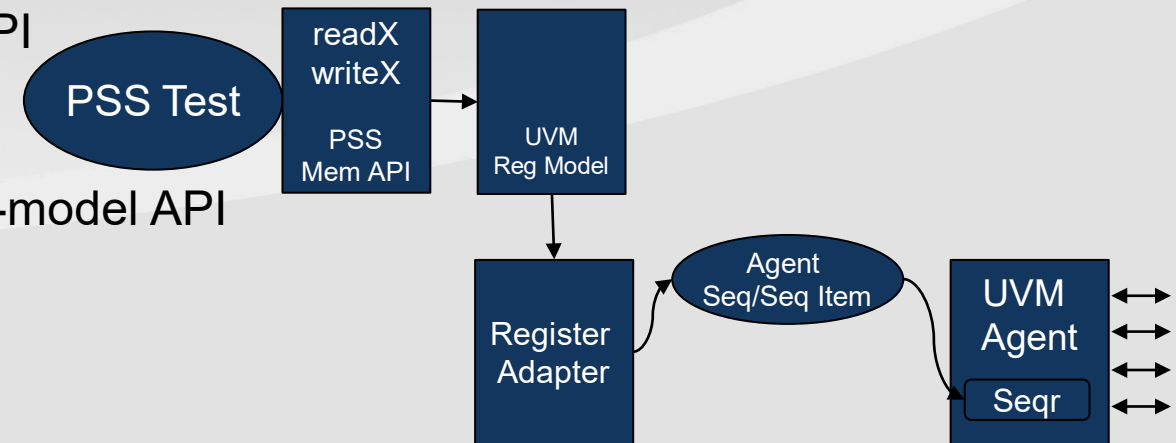 PI
PSS Test
readX
writeX
PSS
Mem API
UVM
Reg Model
-model API
Register
Adapter
Agent
Seq/Seq Item
UVM
Agent
Seqr